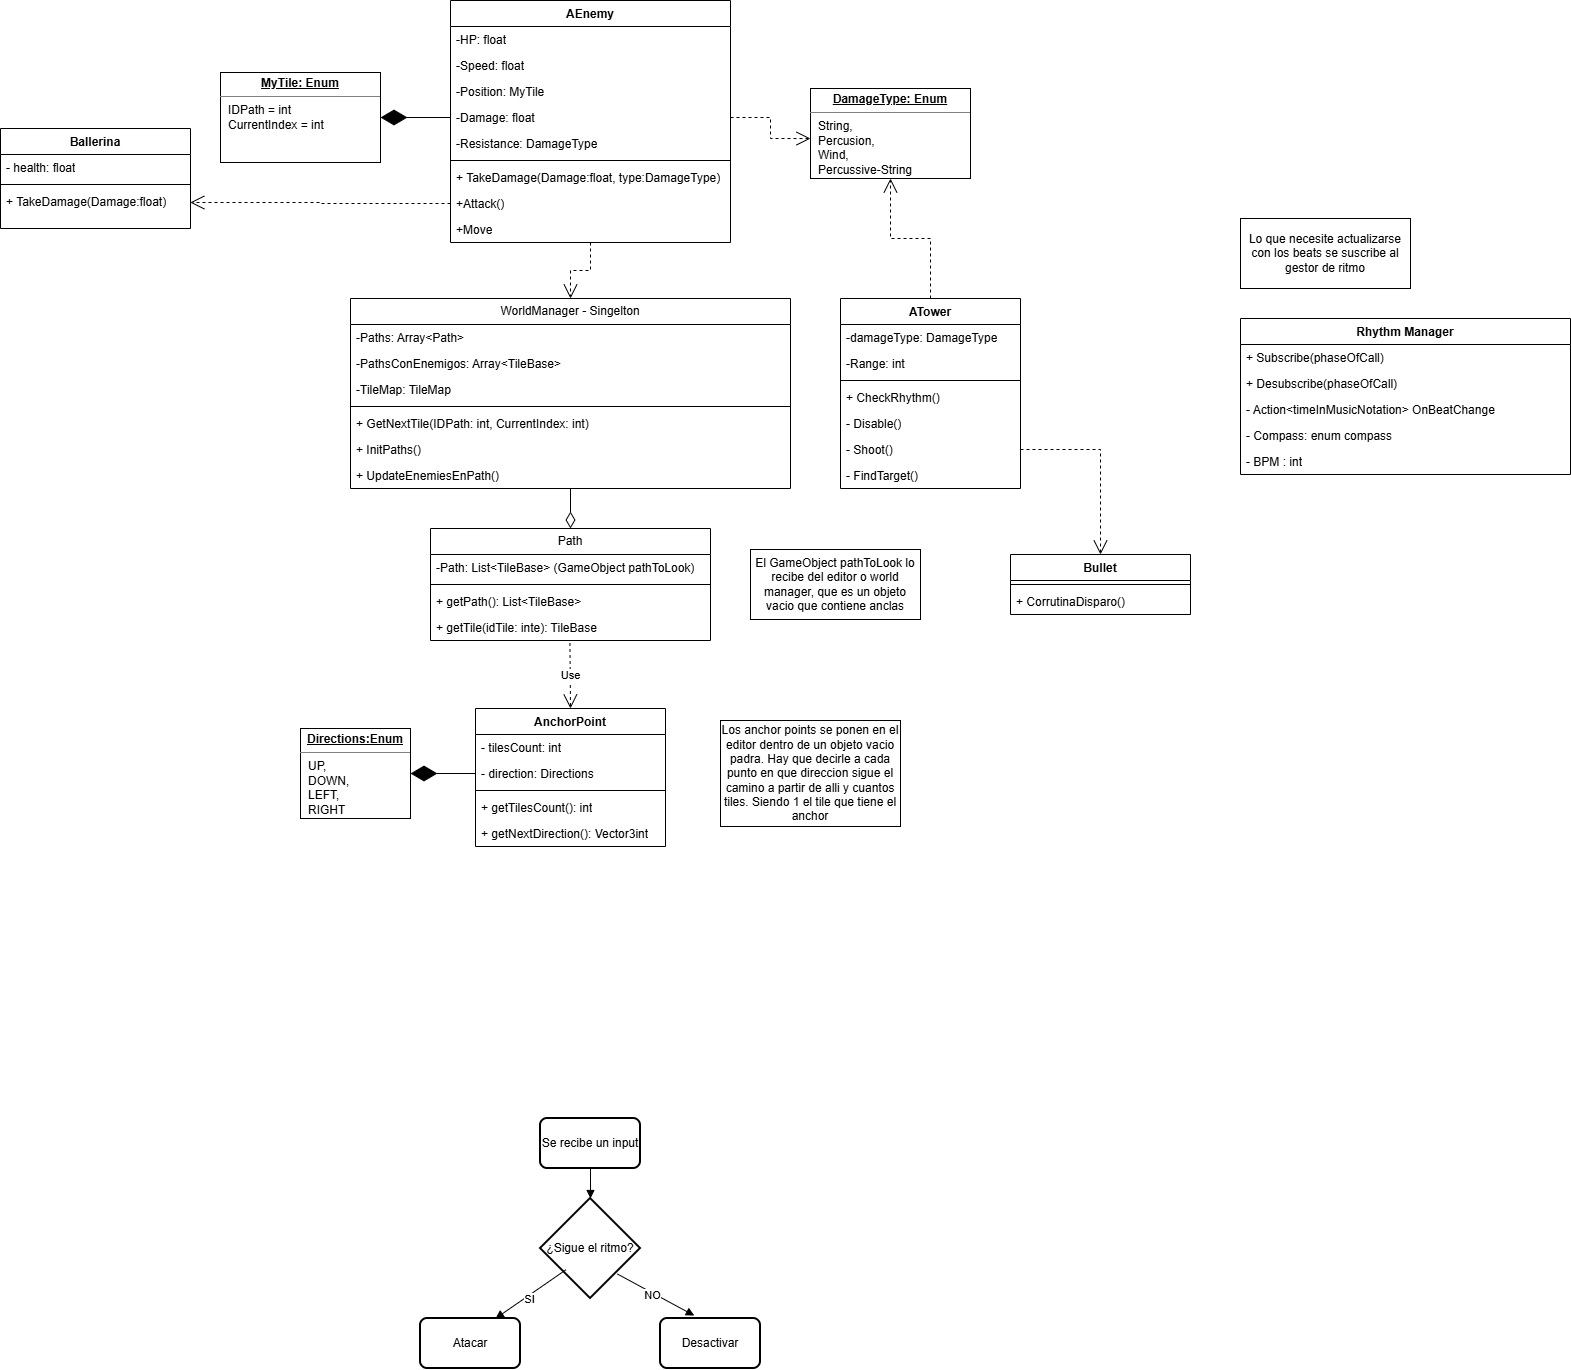 AEnemy
-HP: float
-Speed: float
-Position: MyTile
-Damage: float
-Resistance: DamageType
+ TakeDamage(Damage:float, type:DamageType)
+Attack()
+Move
MyTile: Enum
IDPath = int
CurrentIndex = int
Ballerina
- health: float
+ TakeDamage(Damage:float)
DamageType: Enum
String,
Percusion,
Wind,
Percussive-String
WorldManager - Singelton
-Paths: Array<Path>
-PathsConEnemigos: Array<TileBase>
-TileMap: TileMap
+ GetNextTile(IDPath: int, CurrentIndex: int)
+ InitPaths()
+ UpdateEnemiesEnPath()
ATower
-damageType: DamageType
-Range: int
+ CheckRhythm()
- Disable()
- Shoot()
- FindTarget()
Lo que necesite actualizarse
con los beats se suscribe al
gestor de ritmo
Rhythm Manager
+ Subscribe(phaseOfCall)
+ Desubscribe(phaseOfCall)
- Action<timeInMusicNotation> OnBeatChange
- Compass: enum compass
- BPM : int
Path
-Path: List<TileBase> (GameObject pathToLook)
+ getPath(): List<TileBase>
+ getTile(idTile: inte): TileBase
El GameObject pathToLook lo
recibe del editor o world
manager, que es un objeto
vacio que contiene anclas
Bullet
+ CorrutinaDisparo()
Use
AnchorPoint
- tilesCount: int
- direction: Directions
+ getTilesCount(): int
+ getNextDirection(): Vector3int
Directions:Enum
UP,
DOWN,
LEFT,
RIGHT
Los anchor points se ponen en el
editor dentro de un objeto vacio
padra. Hay que decirle a cada
punto en que direccion sigue el
camino a partir de alli y cuantos
tiles. Siendo 1 el tile que tiene el
anchor
Se recibe un input
¿Sigue el ritmo?
SI
NO
Atacar
Desactivar